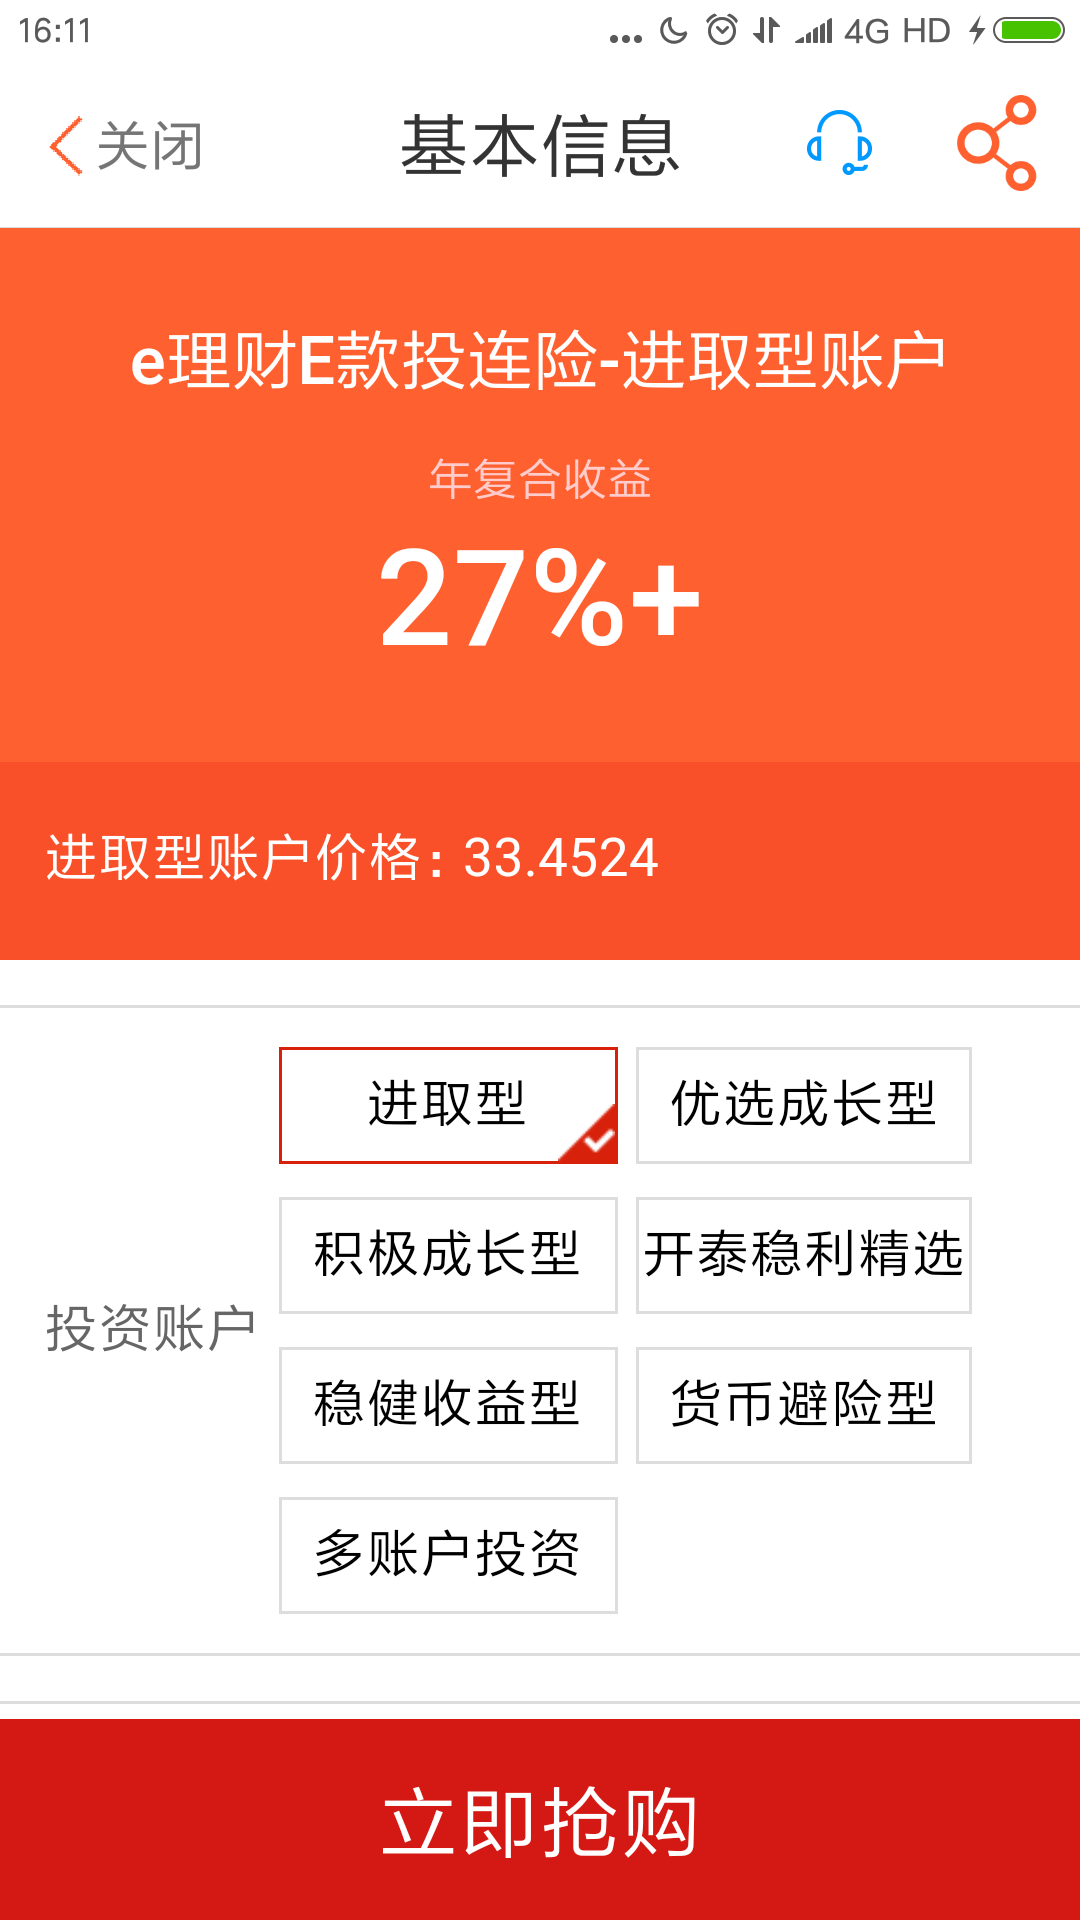 16:11
4G HD
关闭
基本信息
e理财E款投连险-进取型账户
年复合收益
27%+
进取型账户价格: 33.4524
进取型 优选成长型
积极成长型 开泰稳利精选
投资账户
稳健收益型 货币避险型
多账户投资
立即抢购